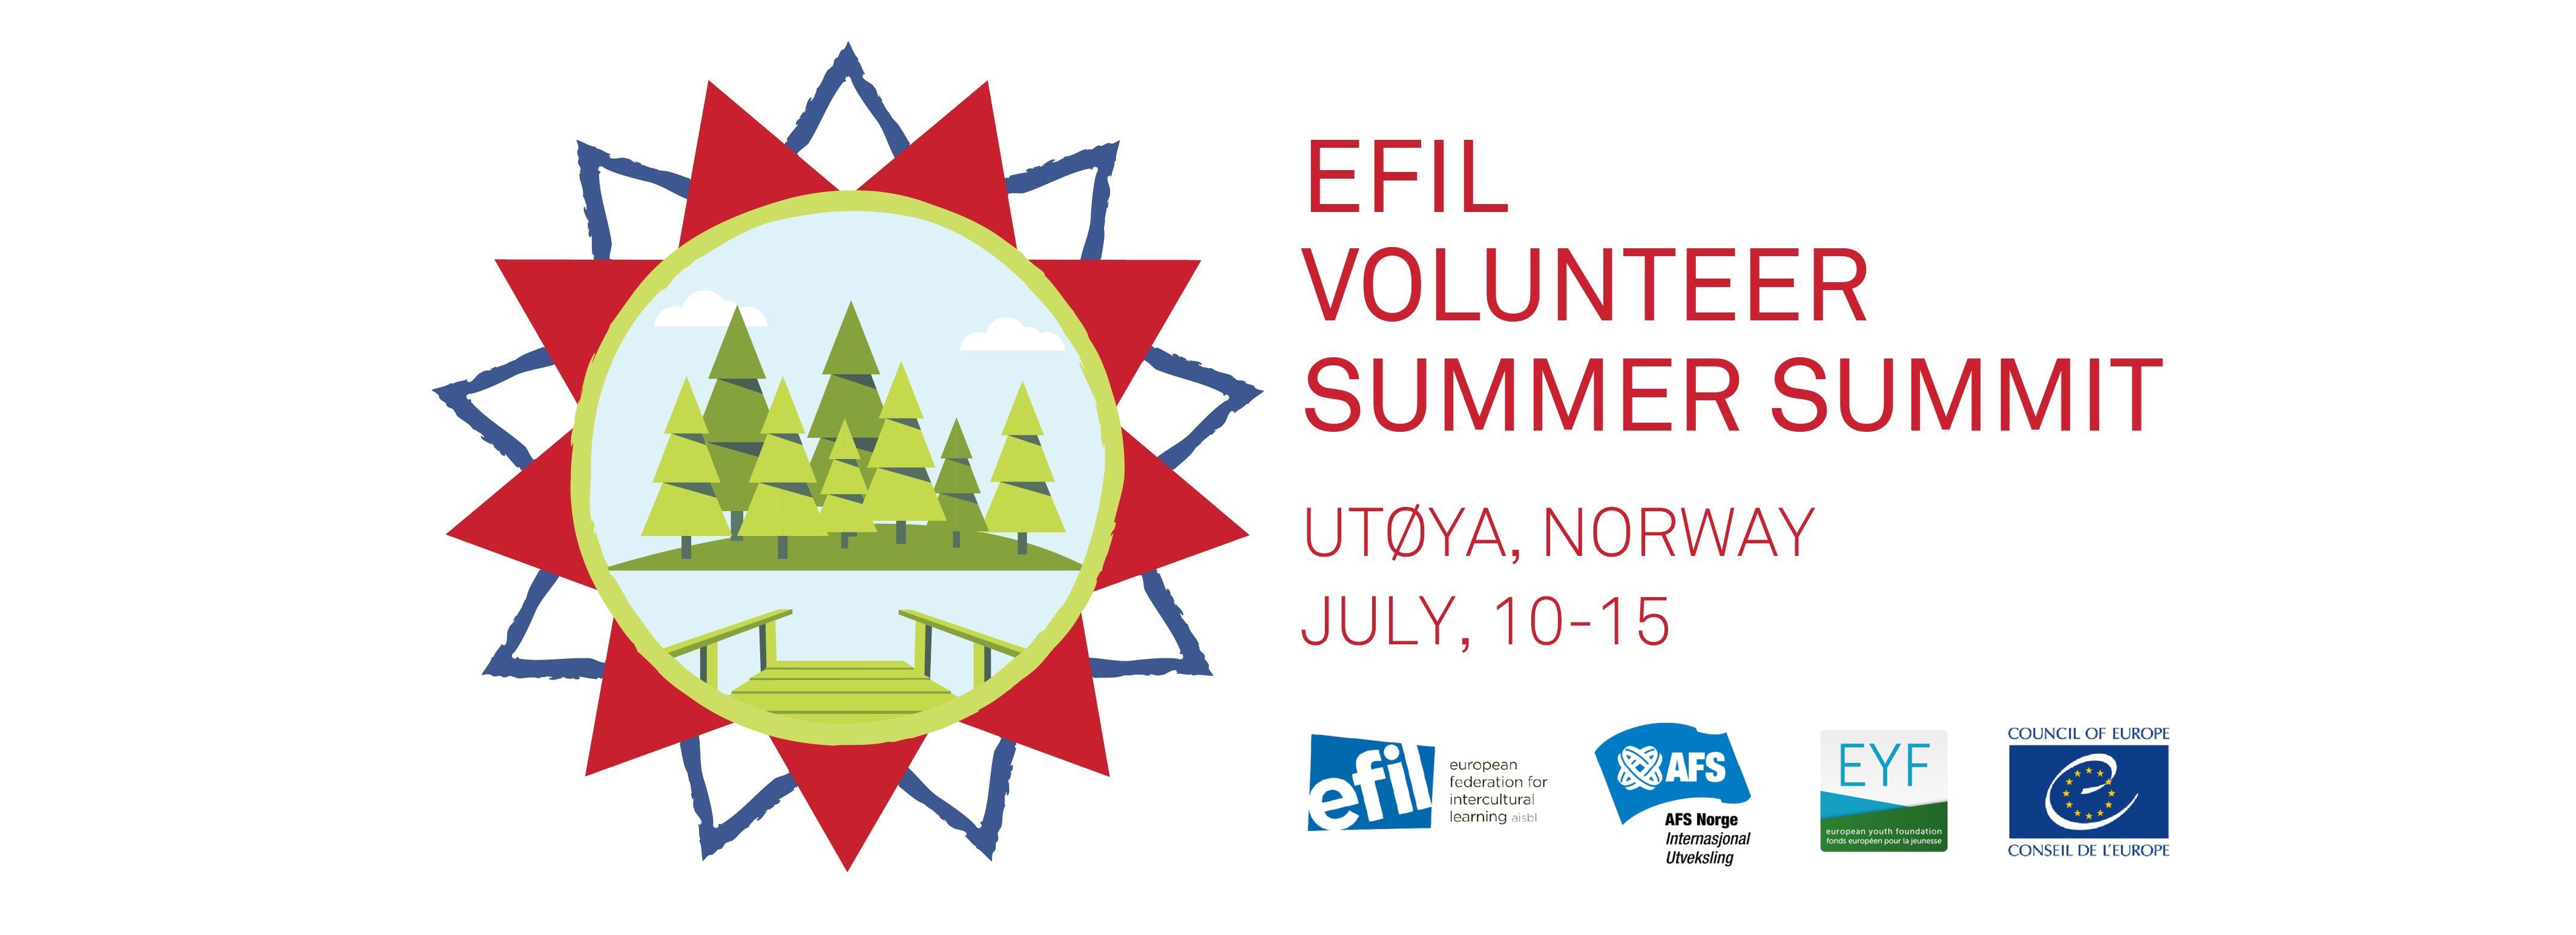 EFIL
VOLUNTEER
SUMMER SUMMIT
UTØYA, NORWAY
JULY, 10-15
efil
european
federation for
intercultural
learning aisbl
AFS
AFS Norge
Internasjonal
Utveksling
EYF
european youth foundation
fonds européen pour la jeunesse
COUNCIL OF EUROPE
CONSEIL DE L'EUROPE